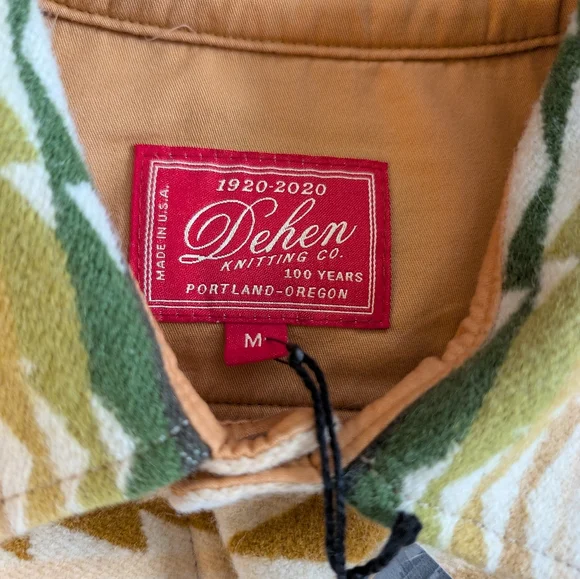 1920-2020
MADE IN U.S.A.
Dehen
KNITTING CO.
100 YEARS
PORTLAND-OREGON
M